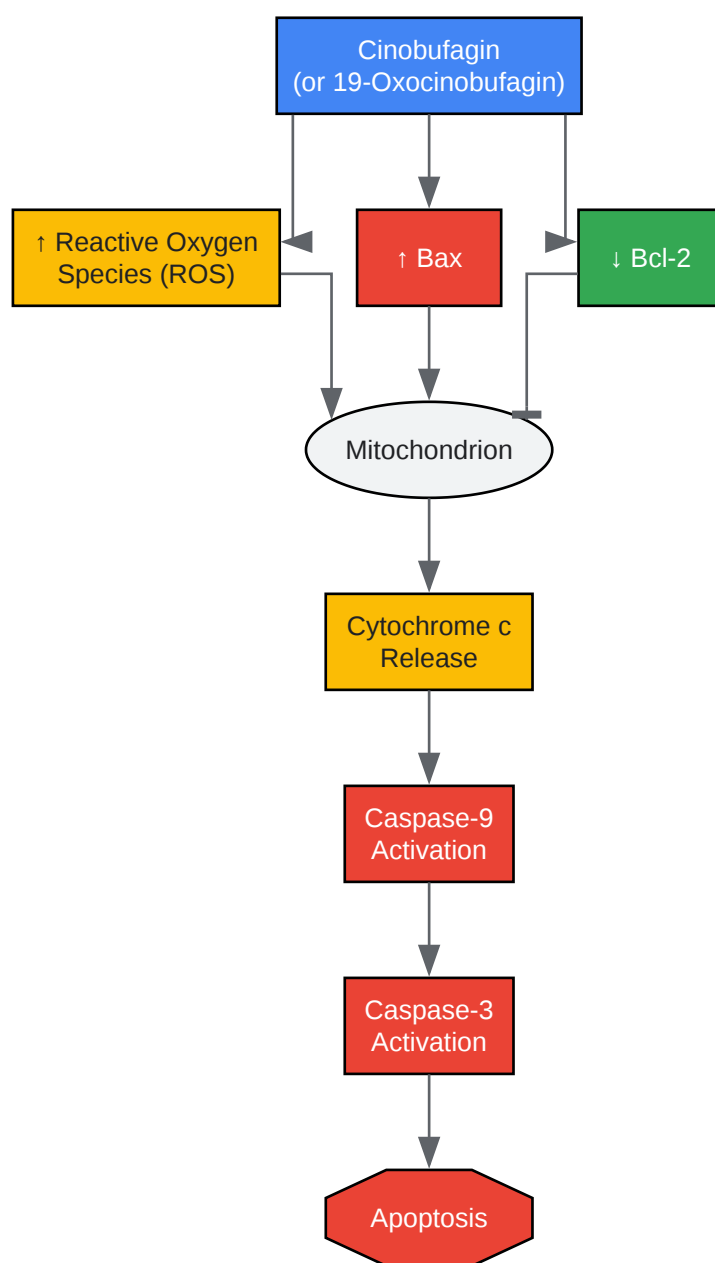 Cinobufagin
(or 19-Oxocinobufagin)
↑ Reactive Oxygen
Species (ROS)
↑ Bax
↓ Bcl-2
Mitochondrion
Cytochrome c
Release
Caspase-9
Activation
Caspase-3
Activation
Apoptosis